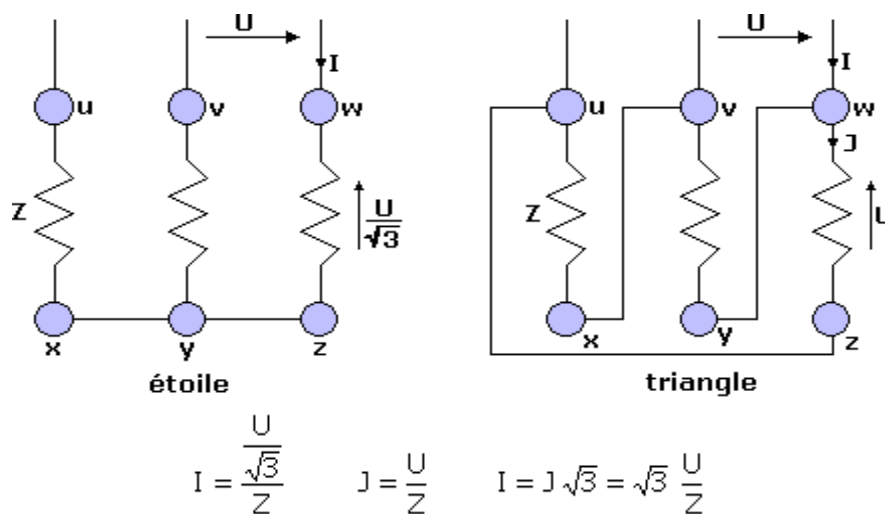 U U
I I
u v w u v w
J
Z U/√3 Z U
x y z x y z
étoile triangle
I = (U/√3)/Z J = U/Z I = J √3 = √3 U/Z